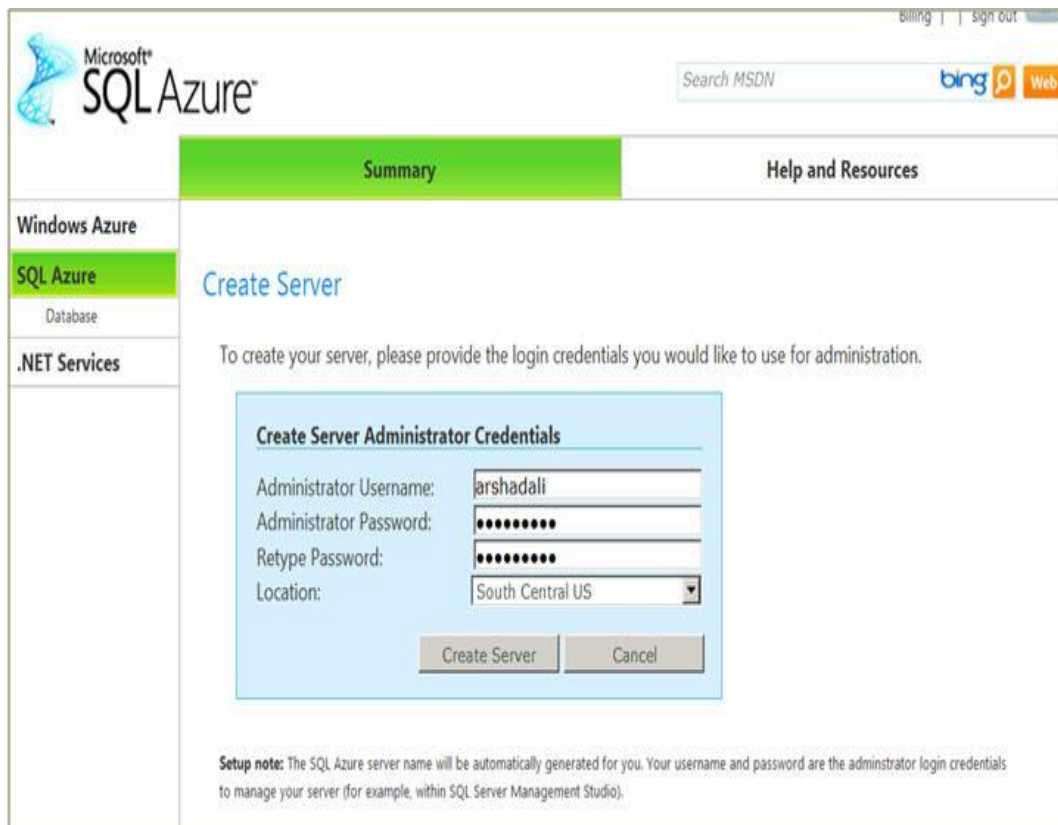 Billing | | sign out
Microsoft®
SQL Azure™
Search MSDN
bing
Web
Summary
Help and Resources
Windows Azure
SQL Azure
Database
.NET Services
Create Server
To create your server, please provide the login credentials you would like to use for administration.
Create Server Administrator Credentials
Administrator Username: arshadali
Administrator Password: •••••••••
Retype Password: •••••••••
Location: South Central US
Create Server
Cancel
Setup note: The SQL Azure server name will be automatically generated for you. Your username and password are the adminstrator login credentials
to manage your server (for example, within SQL Server Management Studio).